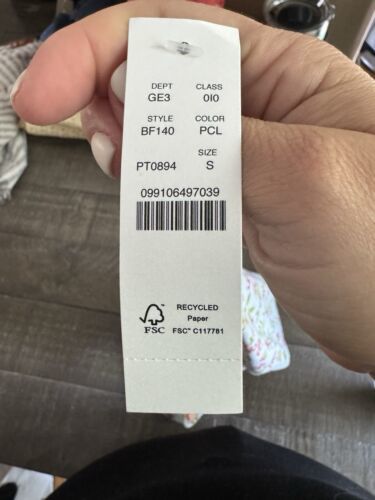 DEPT CLASS
GE3 0I0
STYLE COLOR
BF140 PCL
SIZE
PT0894 S
099106497039
FSC
RECYCLED
Paper
FSC™ C117781